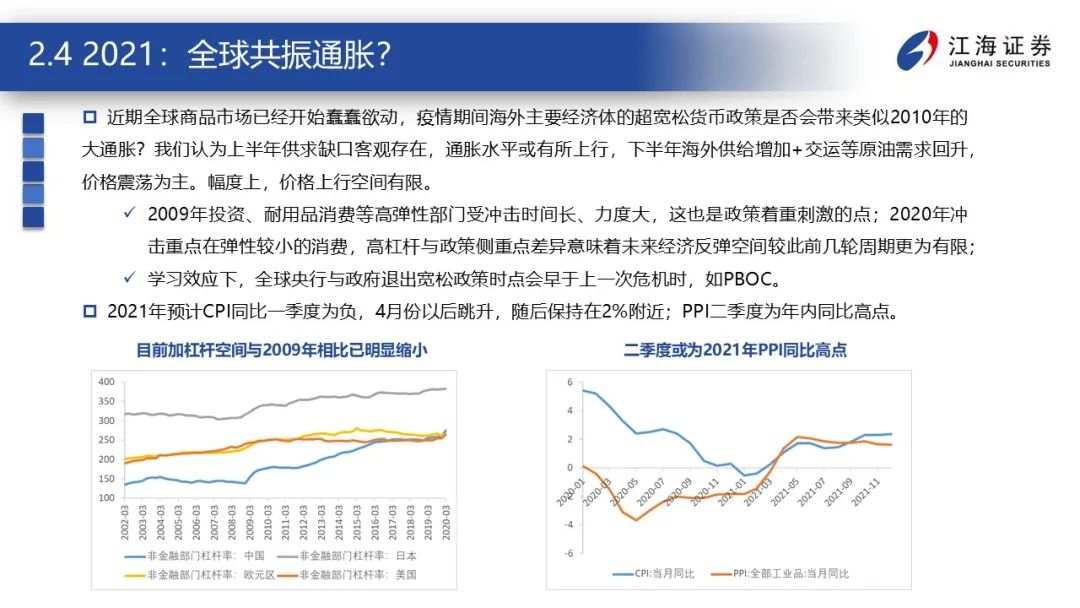 2.4 2021：全球共振通胀？
江海证券
JIANGHAI SECURITIES
近期全球商品市场已经开始蠢蠢欲动，疫情期间海外主要经济体的超宽松货币政策是否会带来类似2010年的
大通胀？我们认为上半年供求缺口客观存在，通胀水平或有所上行，下半年海外供给增加+交运等原油需求回升，
价格震荡为主。幅度上，价格上行空间有限。
✓ 2009年投资、耐用品消费等高弹性部门受冲击时间长、力度大，这也是政策着重刺激的点；2020年冲
击重点在弹性较小的消费，高杠杆与政策侧重点差异意味着未来经济反弹空间较此前几轮周期更为有限；
✓ 学习效应下，全球央行与政府退出宽松政策时点会早于上一次危机时，如PBOC。
2021年预计CPI同比一季度为负，4月份以后跳升，随后保持在2%附近；PPI二季度为年内同比高点。
目前加杠杆空间与2009年相比已明显缩小
400
350
300
250
200
150
100
2002-03
2003-03
2004-03
2005-03
2006-03
2007-03
2008-03
2009-03
2010-03
2011-03
2012-03
2013-03
2014-03
2015-03
2016-03
2017-03
2018-03
2019-03
2020-03
非金融部门杠杆率：中国
非金融部门杠杆率：日本
非金融部门杠杆率：欧元区
非金融部门杠杆率：美国
二季度或为2021年PPI同比高点
6
4
2
0
-2
-4
-6
2020-01
2020-03
2020-05
2020-07
2020-09
2020-11
2021-01
2021-03
2021-05
2021-07
2021-09
2021-11
CPI:当月同比
PPI:全部工业品:当月同比